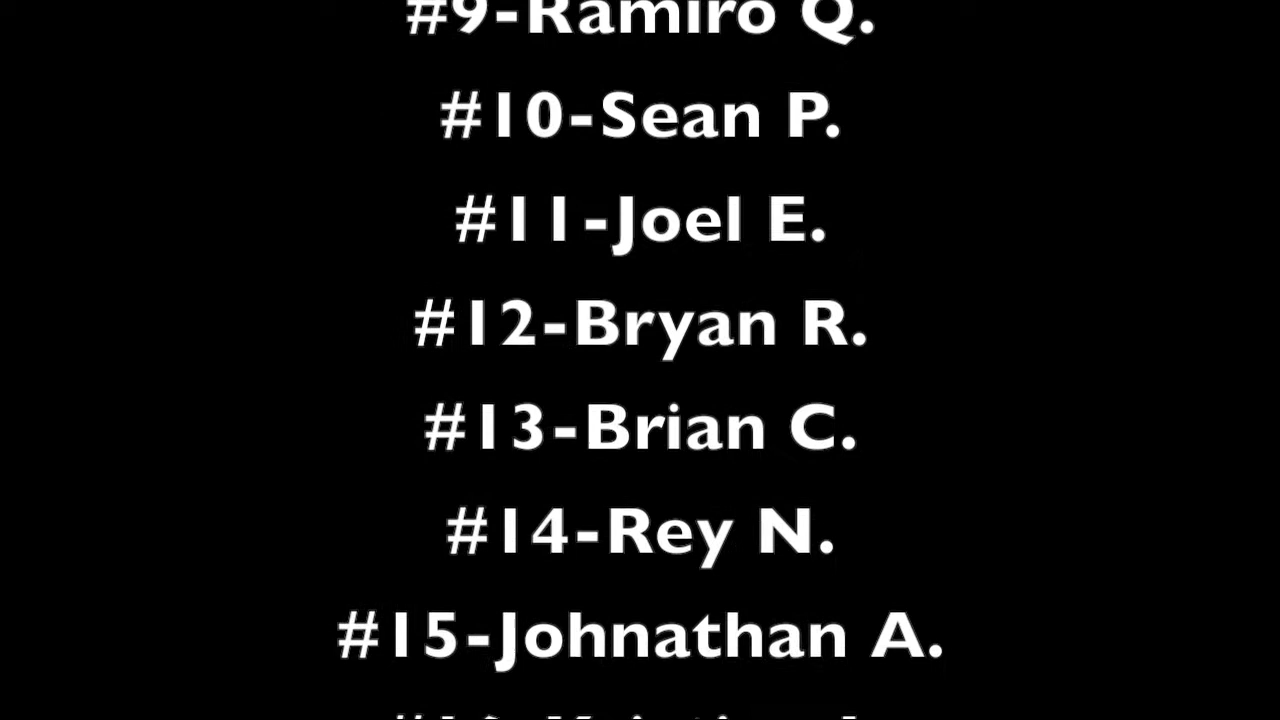 #9-Ramiro Q.
#10-Sean P.
#11-Joel E.
#12-Bryan R.
#13-Brian C.
#14-Rey N.
#15-Johnathan A.